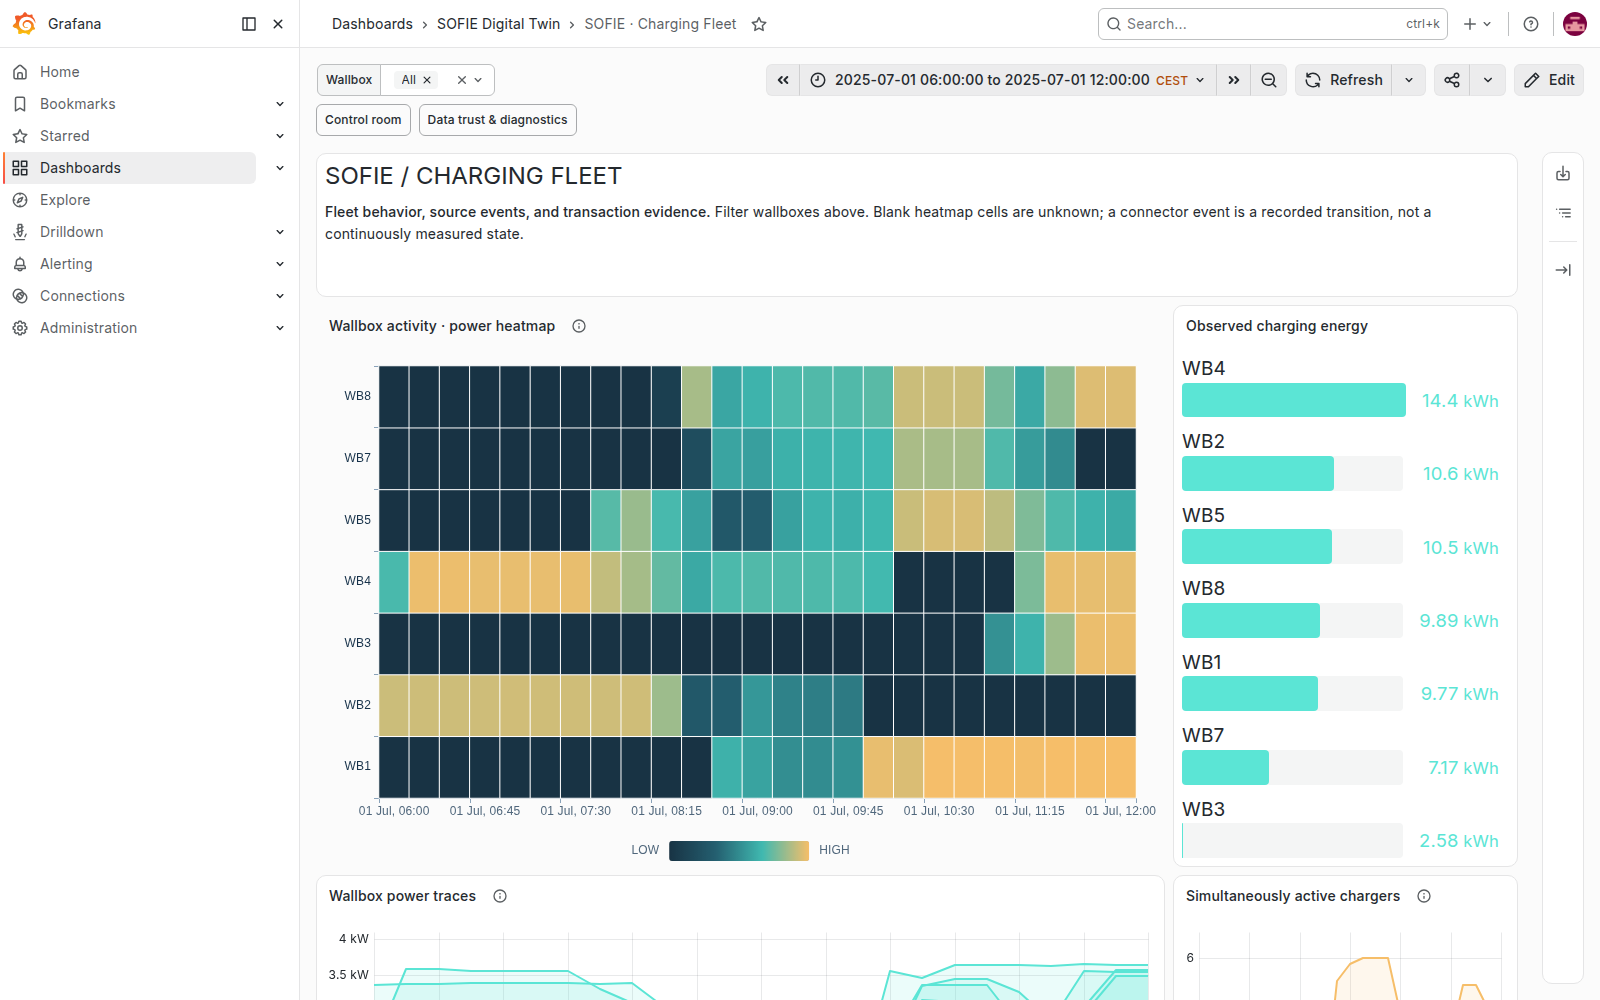 Grafana
Dashboards › SOFIE Digital Twin › SOFIE · Charging Fleet
Search... ctrl+k
Home
Bookmarks
Starred
Dashboards
Explore
Drilldown
Alerting
Connections
Administration
Wallbox All
2025-07-01 06:00:00 to 2025-07-01 12:00:00 CEST
Refresh
Edit
Control room
Data trust & diagnostics
SOFIE / CHARGING FLEET
Fleet behavior, source events, and transaction evidence. Filter wallboxes above. Blank heatmap cells are unknown; a connector event is a recorded transition, not a
continuously measured state.
Wallbox activity · power heatmap
WB8
WB7
WB5
WB4
WB3
WB2
WB1
01 Jul, 06:00 01 Jul, 06:45 01 Jul, 07:30 01 Jul, 08:15 01 Jul, 09:00 01 Jul, 09:45 01 Jul, 10:30 01 Jul, 11:15 01 Jul, 12:00
LOW HIGH
Observed charging energy
WB4
14.4 kWh
WB2
10.6 kWh
WB5
10.5 kWh
WB8
9.89 kWh
WB1
9.77 kWh
WB7
7.17 kWh
WB3
2.58 kWh
Wallbox power traces
4 kW
3.5 kW
Simultaneously active chargers
6